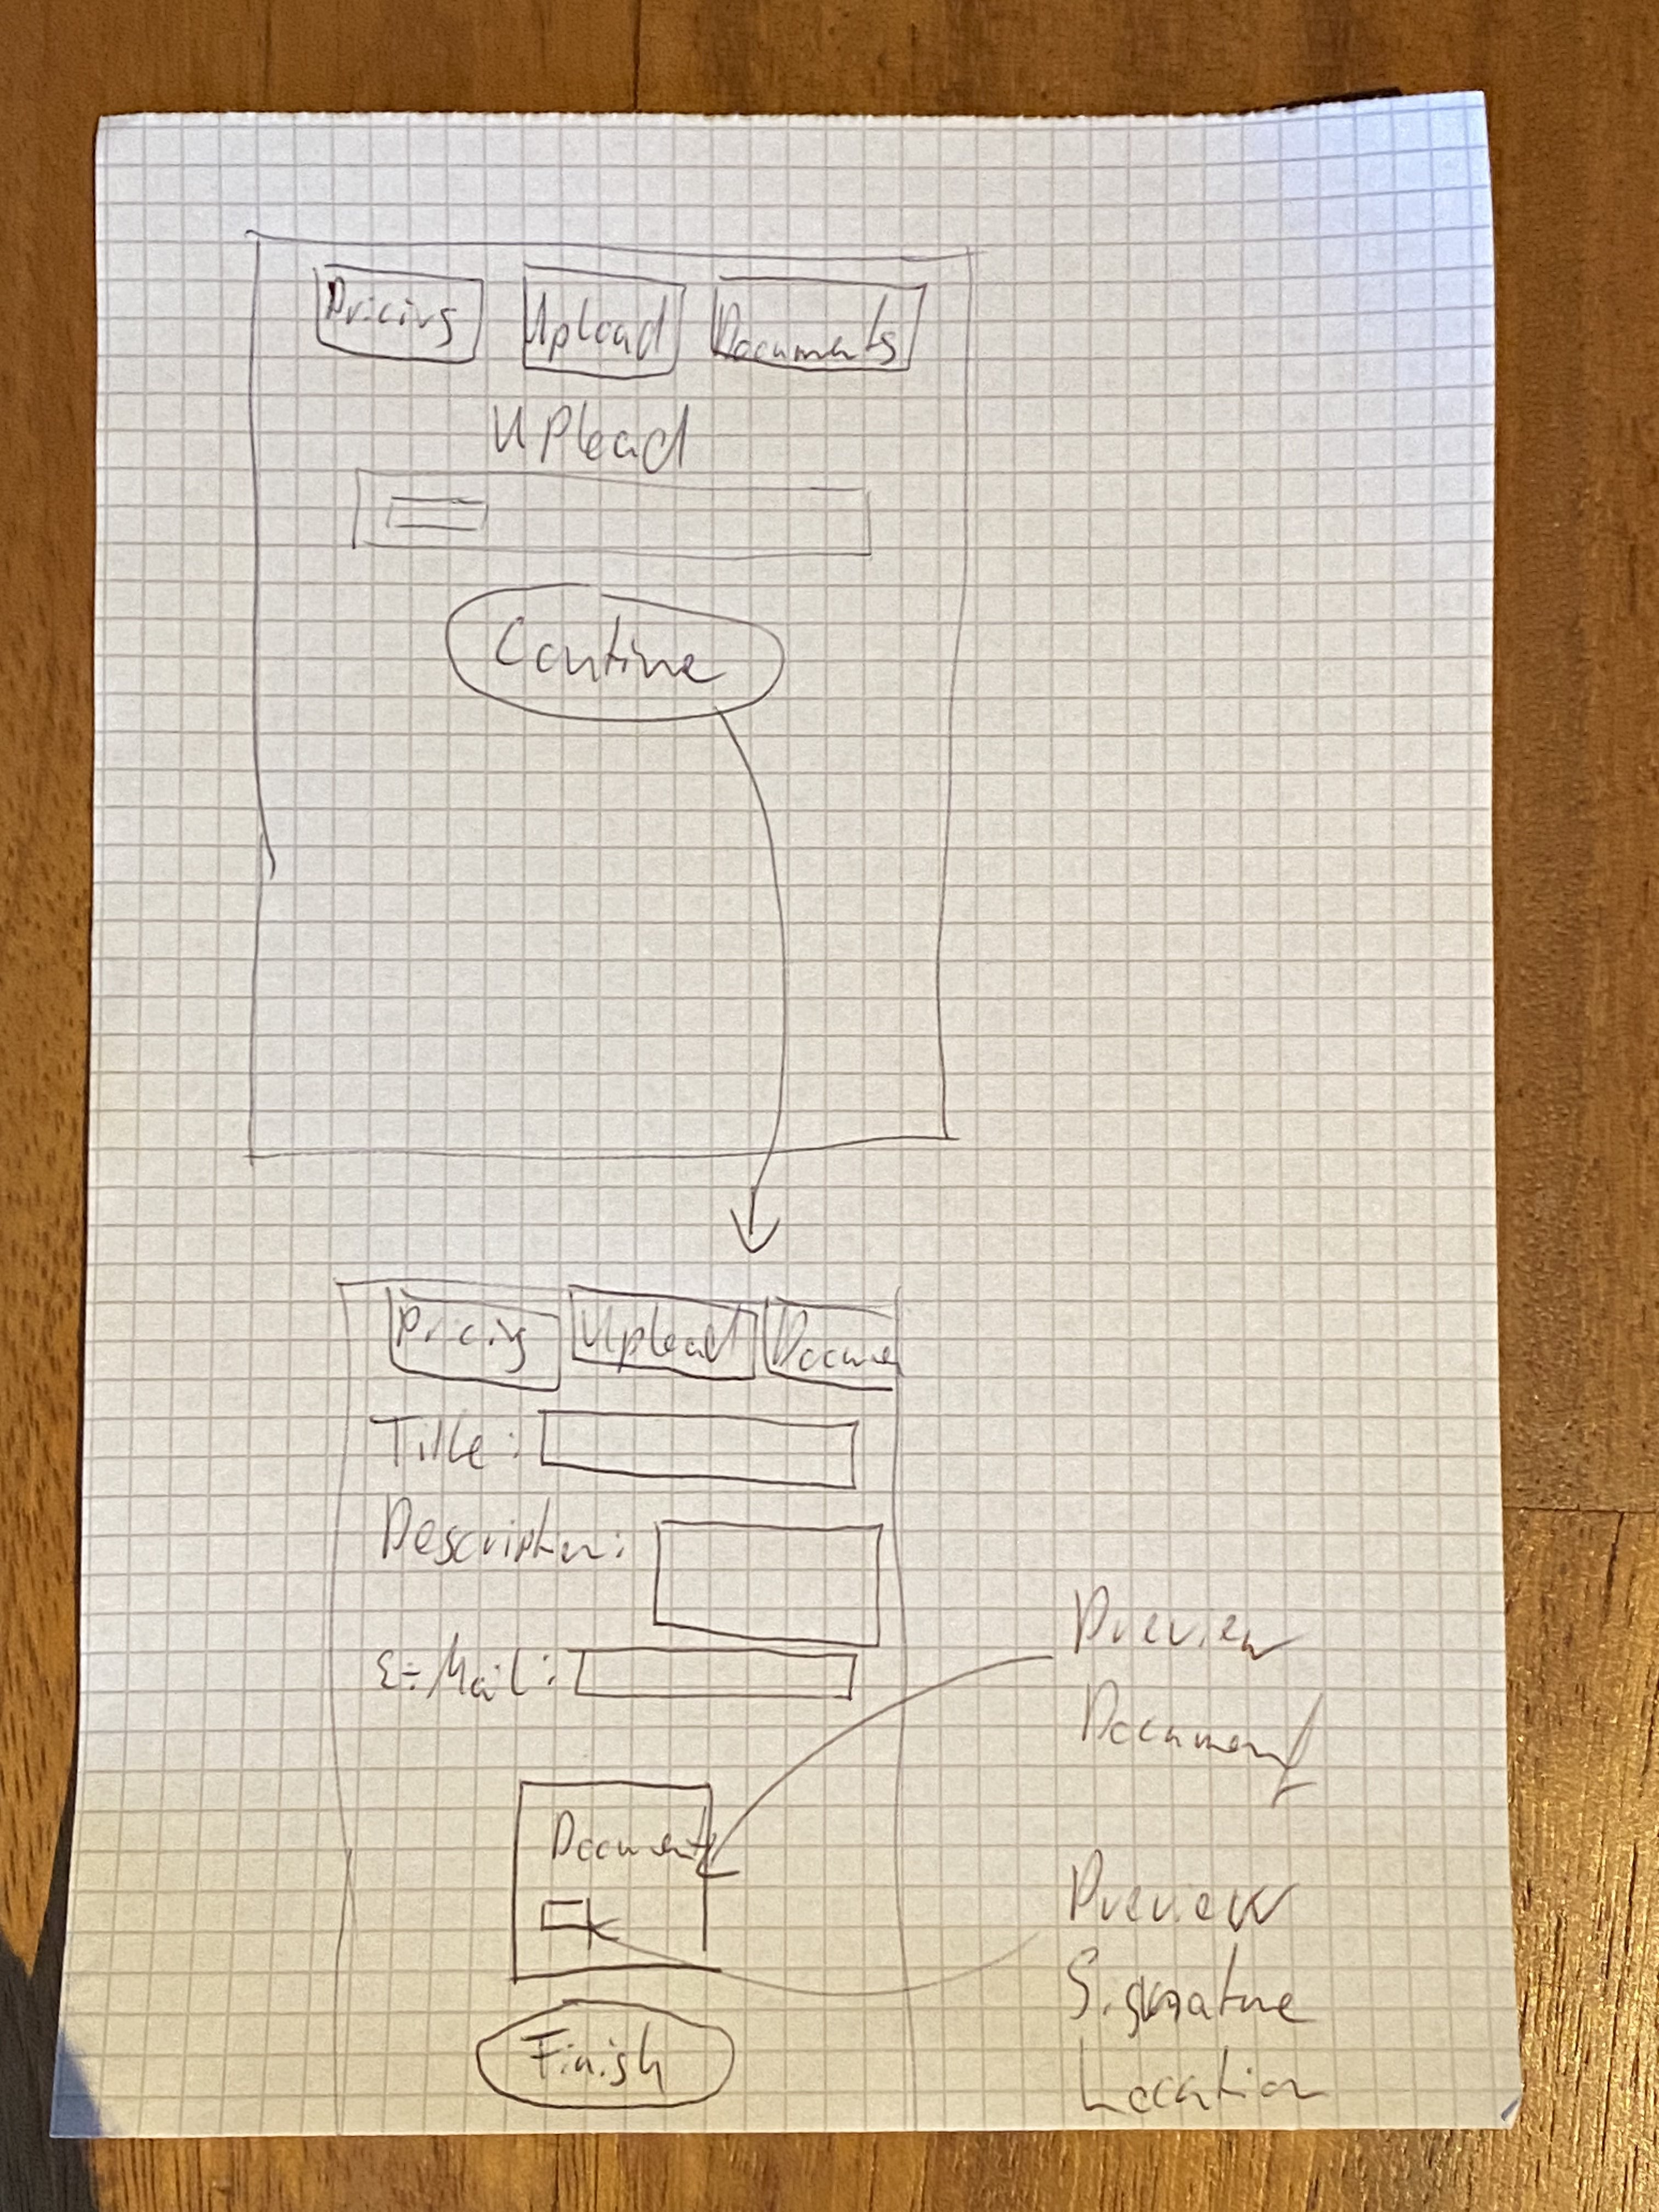 Pricing Upload Documents
Upload
Contine
Pricing Upload Docume
Title:
Description:
E-Mail:
Preview
Document
Document
Preview
Signature
Location
Finish